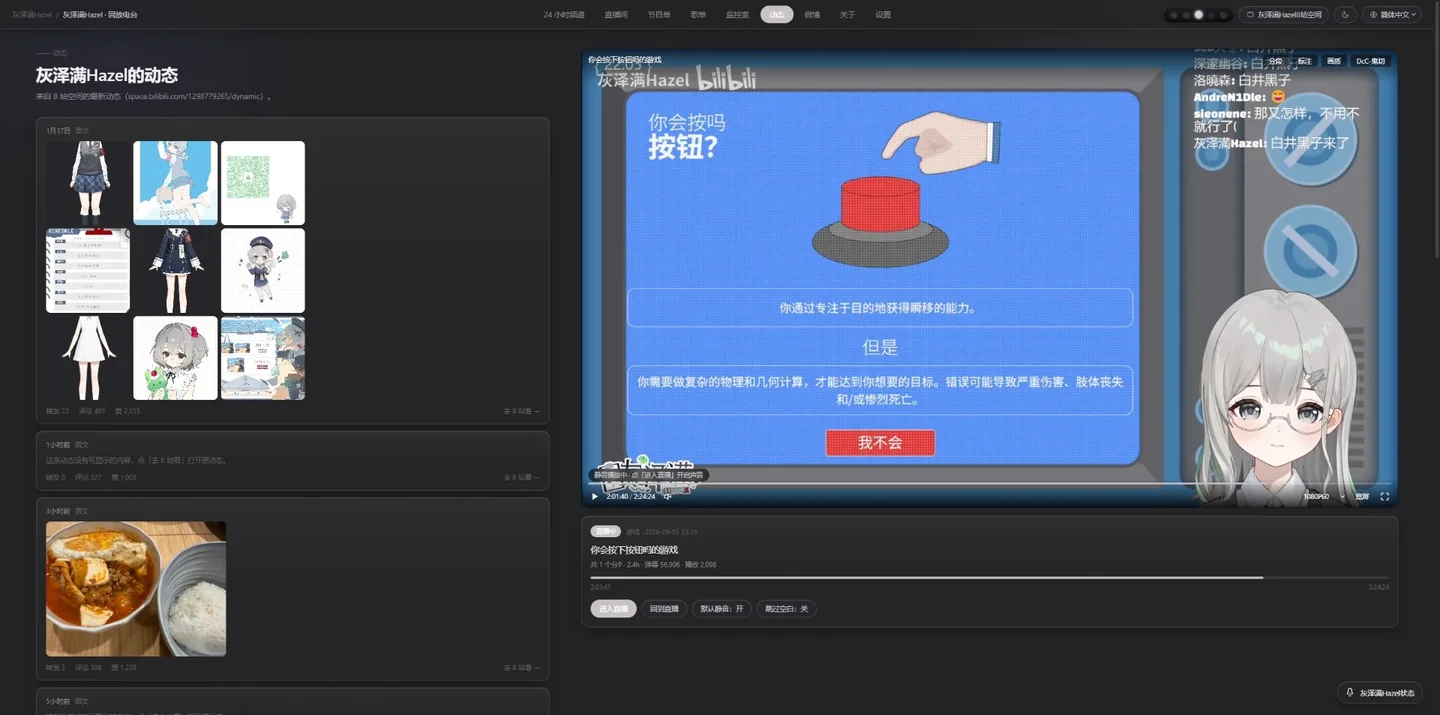 灰泽满Hazel / 灰泽满Hazel · 回放电台
24 小时频道 直播间 节目单 歌单 监控室 动态 微博 关于 设置
灰泽满Hazelb站空间
简体中文
动态
灰泽满Hazel的动态
来自 B 站空间的最新动态（space.bilibili.com/1298779265/dynamic）。
1月17日 图文
转发 22 评论 499 赞 2,355
去 B 站看 →
1小时前 图文
这条动态没有可显示的内容，点「去 B 站看」打开原动态。
转发 0 评论 327 赞 1,003
去 B 站看 →
3小时前 图文
转发 5 评论 308 赞 1,238
去 B 站看 →
5小时前 图文
你会按下按钮吗的游戏
分段 标注 画质 DcC-鬼切
灰泽满Hazel bilibili
你会按吗
按钮?
你通过专注于目的地获得瞬移的能力。
但是
你需要做复杂的物理和几何计算，才能达到你想要的目标。错误可能导致严重伤害、肢体丧失
和/或惨烈死亡。
我不会
深邃幽谷: 白井黑子
洛曉森: 白井黑子
AndreN1Dle:
sieonene: 那又怎样，不用不
就行了(
灰泽满Hazel: 白井黑子来了
静音播放中 · 点「进入直播」开启声音
2:01:40 / 2:24:24
1080P60 宽屏
直播中 游戏 · 2026-09-05 23:15
你会按下按钮吗的游戏
共 1 个分P · 2.4h · 弹幕 56,906 · 播放 2,098
2:01:41 2:24:24
进入直播 回到直播 默认静音：开 跳过空白：关
灰泽满Hazel状态